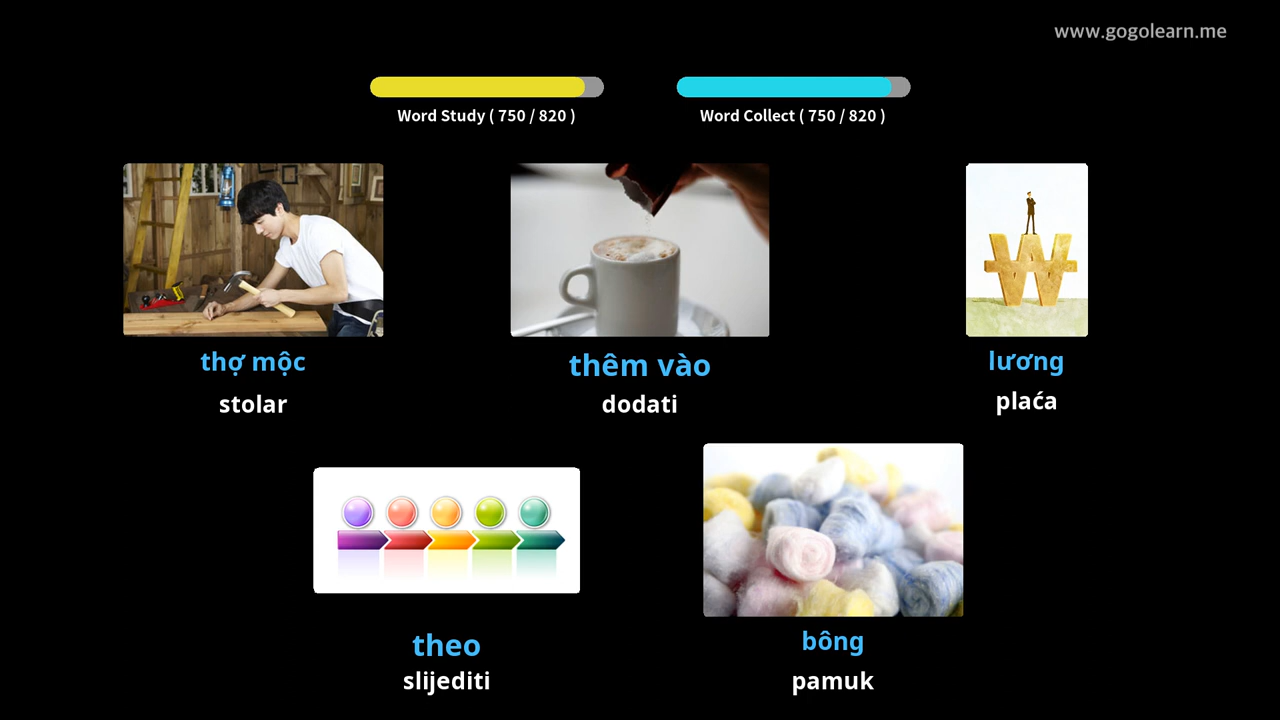 www.gogolearn.me
Word Study ( 750 / 820 )
Word Collect ( 750 / 820 )
thợ mộc
stolar
thêm vào
dodati
lương
plaća
theo
slijediti
bông
pamuk